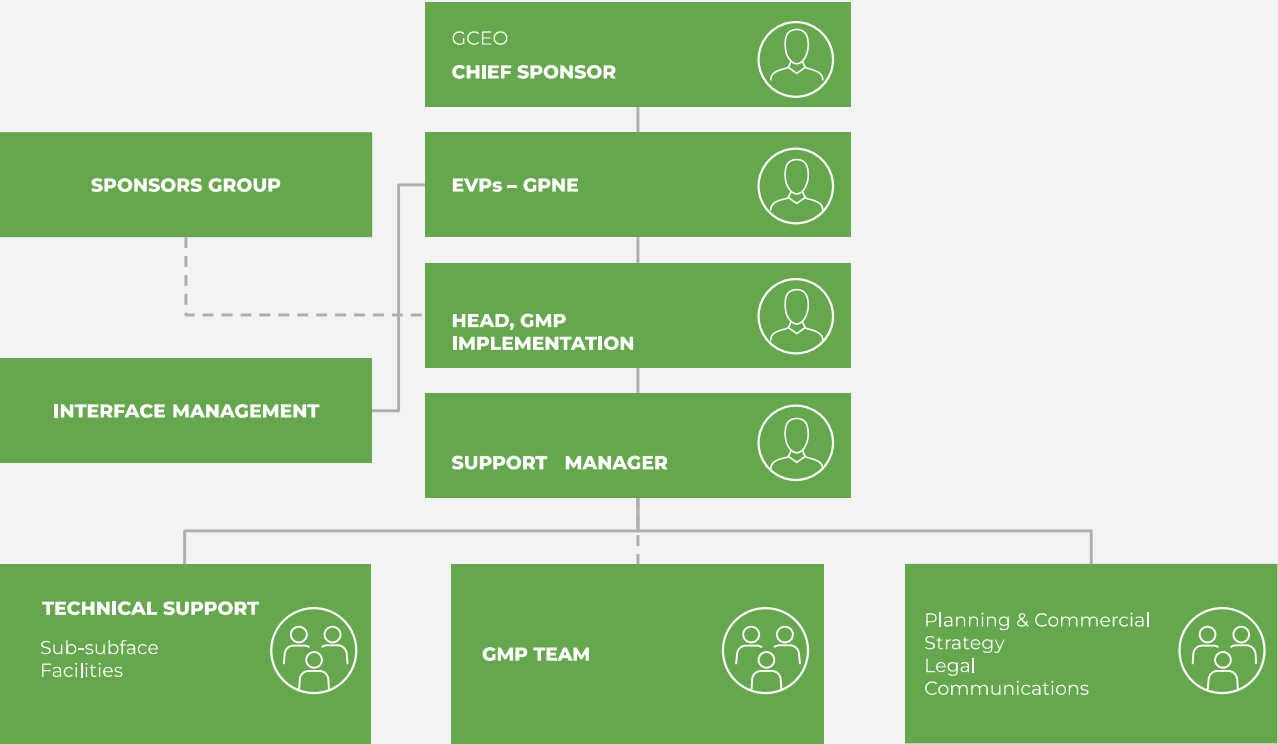 GCEO
CHIEF SPONSOR
SPONSORS GROUP
EVPs – GPNE
HEAD, GMP
IMPLEMENTATION
INTERFACE MANAGEMENT
SUPPORT MANAGER
TECHNICAL SUPPORT
Sub-subface
Facilities
GMP TEAM
Planning & Commercial
Strategy
Legal
Communications